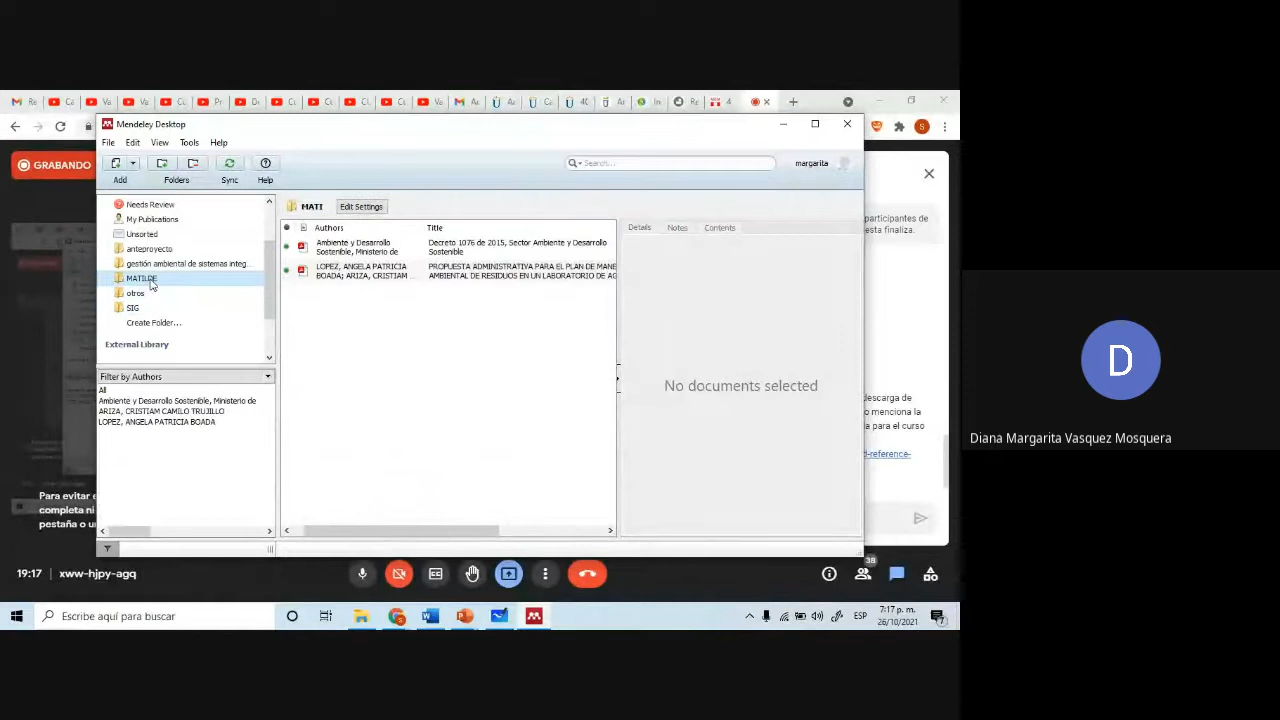 Mendeley Desktop
File Edit View Tools Help
GRABANDO
Search...
margarita
Add Folders Sync Help
participantes de
esta finaliza.
Needs Review
My Publications
Unsorted
anteproyecto
gestión ambiental de sistemas integ...
MATILDE
otros
SIG
Create Folder...
External Library
Filter by Authors
All
Ambiente y Desarrollo Sostenible, Ministerio de
ARIZA, CRISTIAM CAMILO TRUJILLO
LOPEZ, ANGELA PATRICIA BOADA
MATI Edit Settings
Authors Title
Ambiente y Desarrollo Decreto 1076 de 2015, Sector Ambiente y Desarrollo
Sostenible, Ministerio de Sostenible
LOPEZ, ANGELA PATRICIA PROPUESTA ADMINISTRATIVA PARA EL PLAN DE MANE
BOADA; ARIZA, CRISTIAM ... AMBIENTAL DE RESIDUOS EN UN LABORATORIO DE AG
Details Notes Contents
No documents selected
descarga de
o menciona la
a para el curso
d-reference-
Para evitar e
completa ni
pestaña o u
19:17 xww-hjpy-agq
38
Escribe aquí para buscar
ESP
7:17 p. m.
26/10/2021
7
D
Diana Margarita Vasquez Mosquera